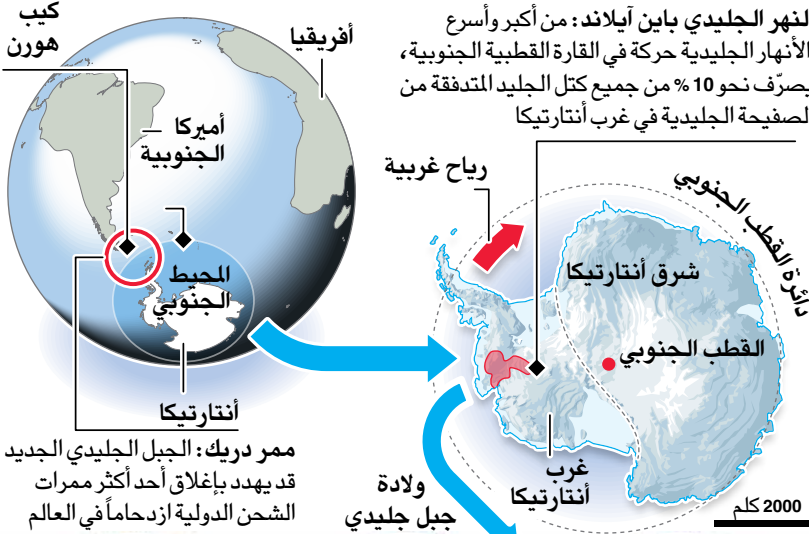 لنهر الجليدي باين آيلاند: من أكبر وأسرع
الأنهار الجليدية حركة في القارة القطبية الجنوبية،
يصرّف نحو 10% من جميع كتل الجليد المتدفقة من
لصفيحة الجليدية في غرب أنتارتيكا
كيب
هورن
أفريقيا
أميركا
الجنوبية
المحيط
الجنوبي
أنتارتيكا
ممر دريك: الجبل الجليدي الجديد
قد يهدد بإغلاق أحد أكثر ممرات
الشحن الدولية ازدحاماً في العالم
رياح غربية
دائرة القطب الجنوبي
شرق أنتارتيكا
القطب الجنوبي
غرب
أنتارتيكا
ولادة
جبل جليدي
2000 كلم